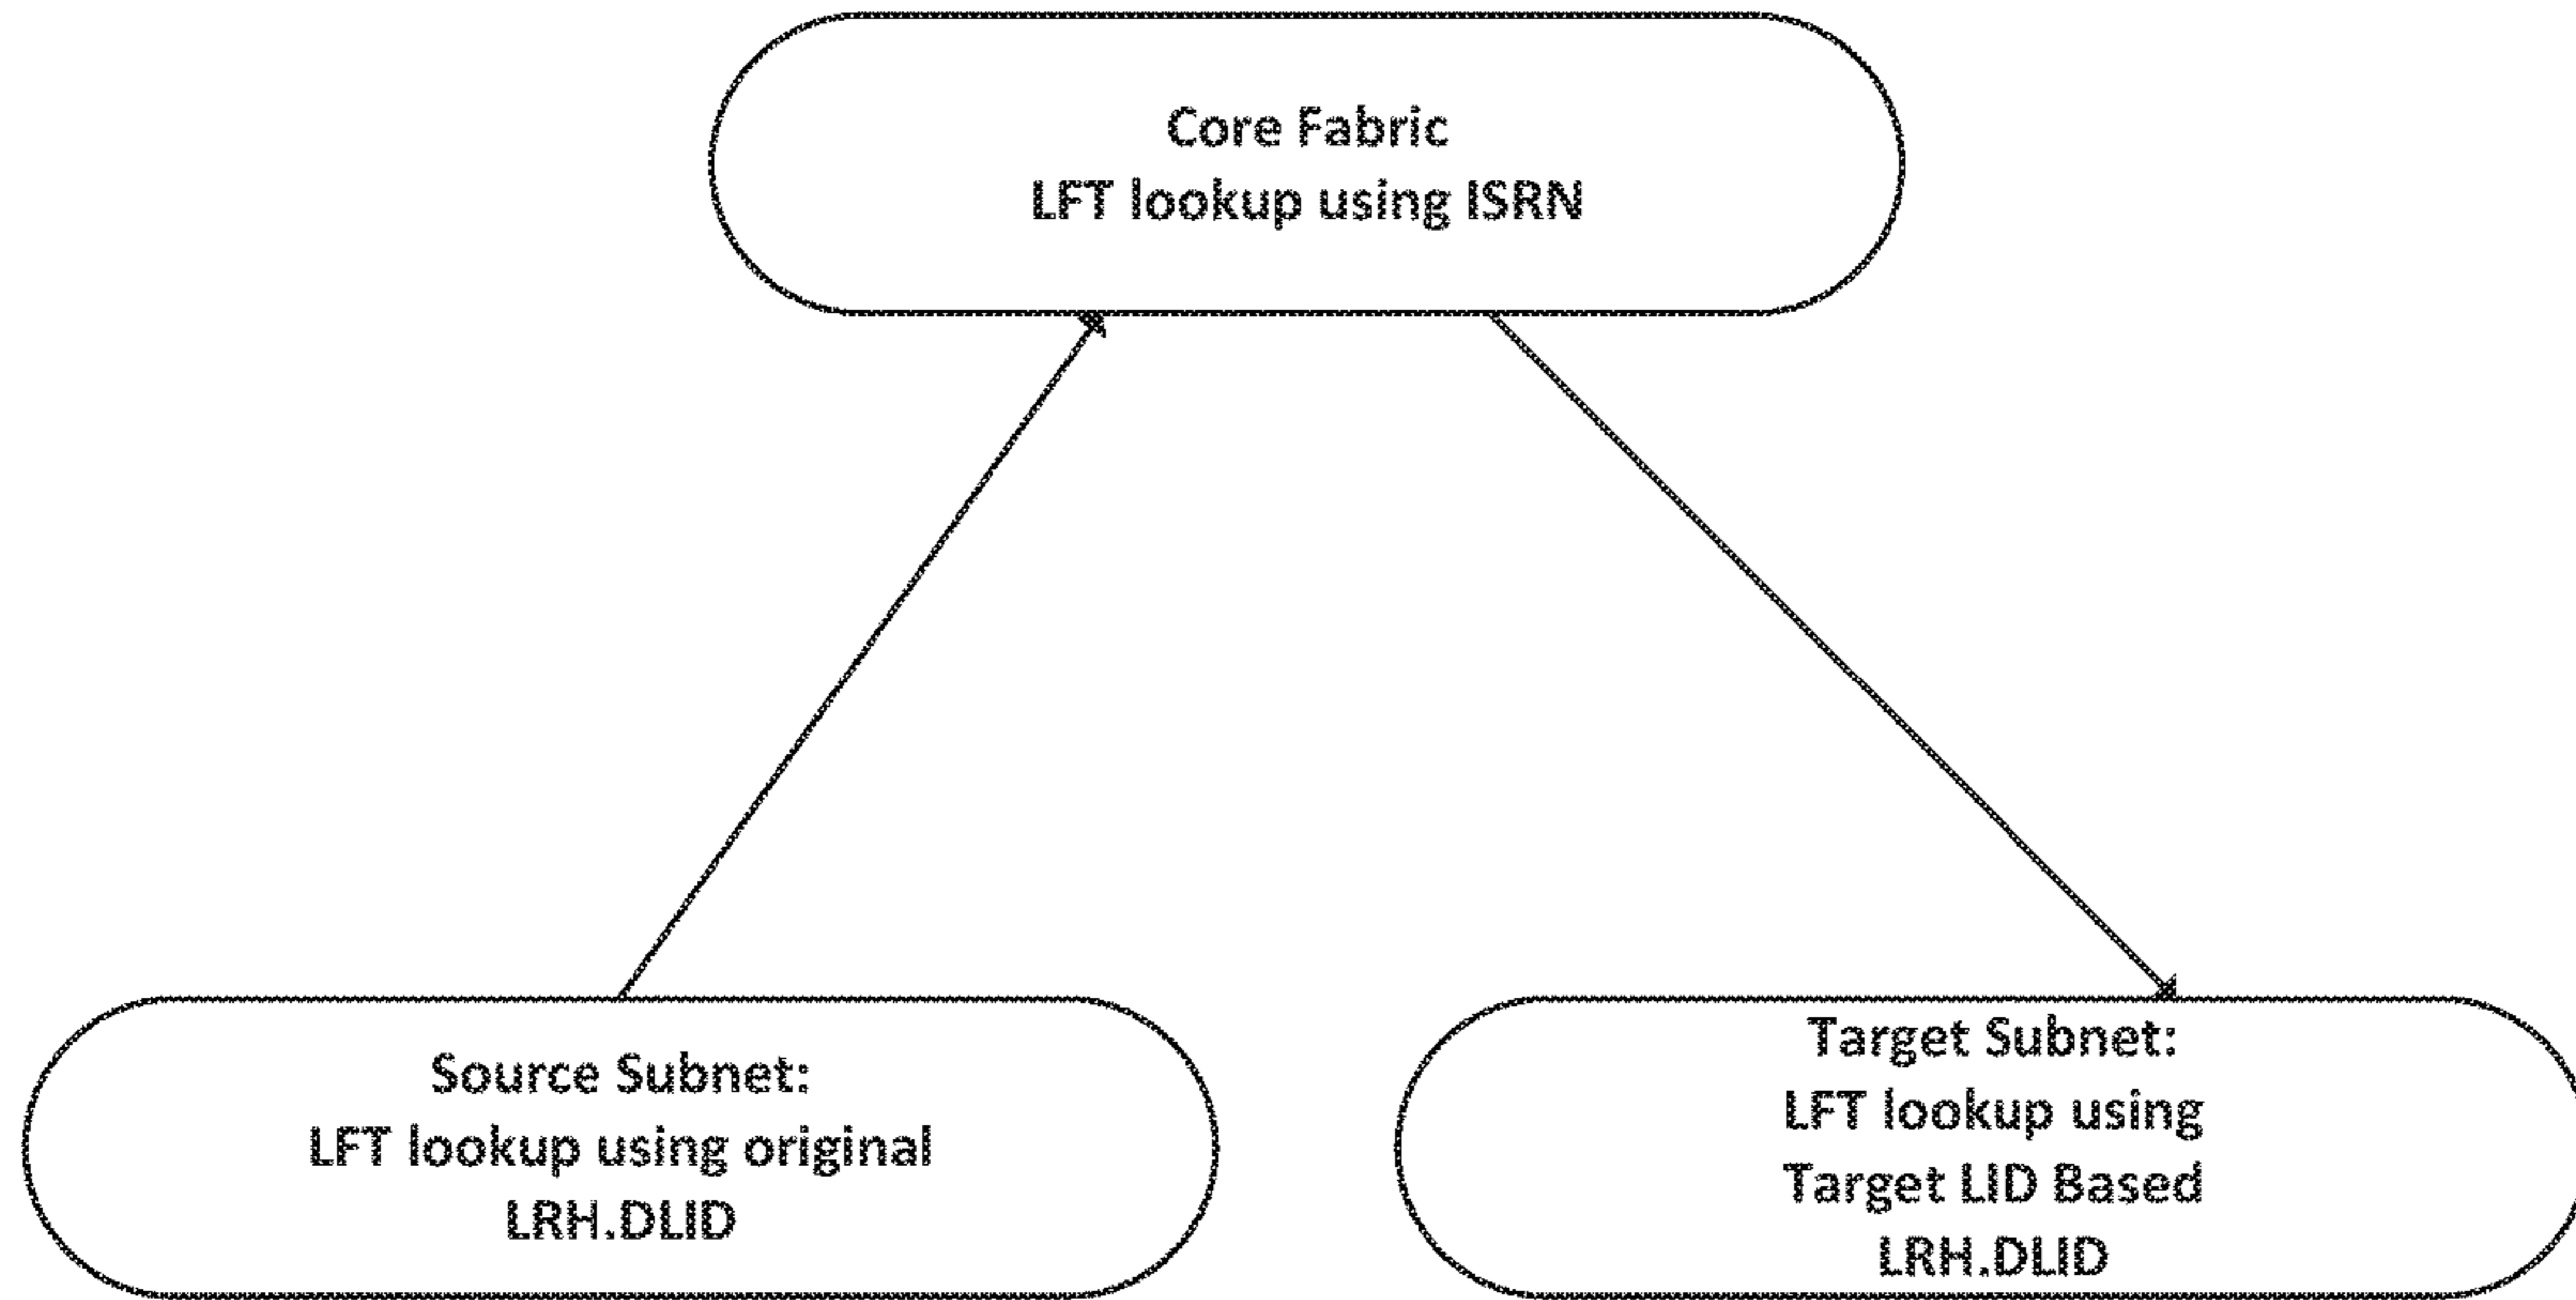 Core Fabric
LFT lookup using ISRN
Source Subnet:
LFT lookup using original
LRH.DLID
Target Subnet:
LFT lookup using
Target LID Based
LRH.DLID